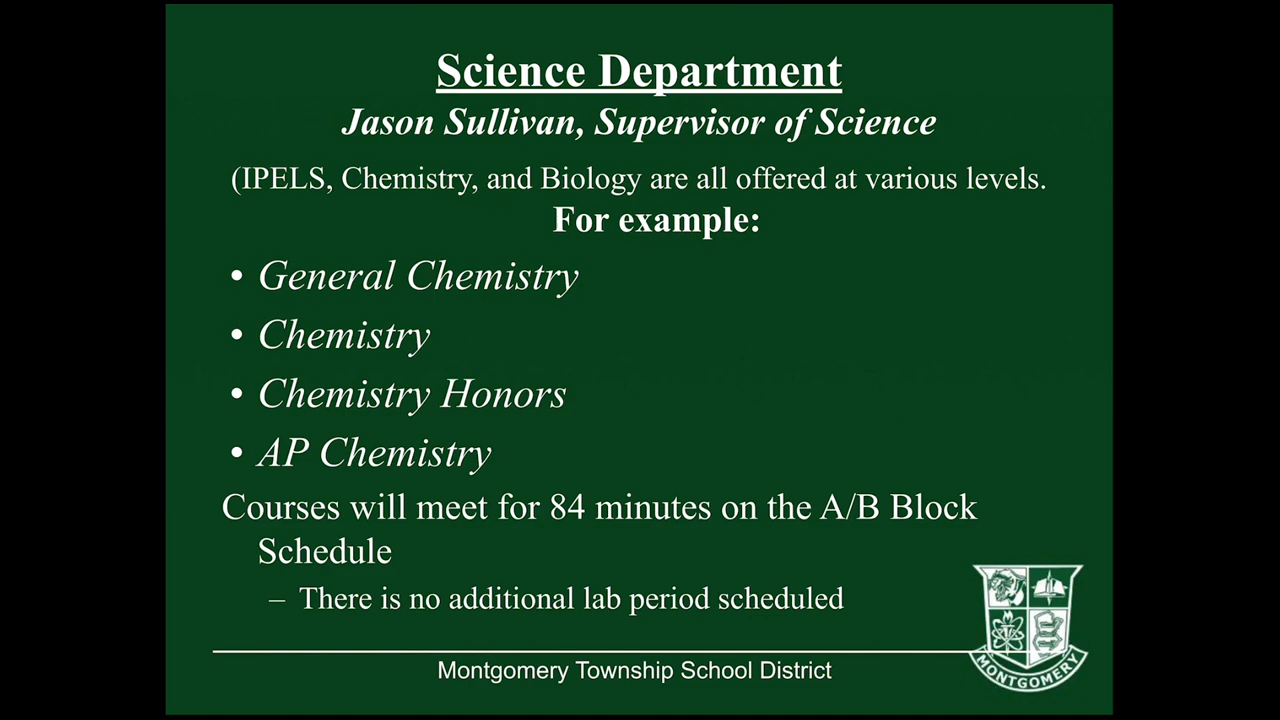 Science Department
Jason Sullivan, Supervisor of Science
(IPELS, Chemistry, and Biology are all offered at various levels.
For example:
• General Chemistry
• Chemistry
• Chemistry Honors
• AP Chemistry
Courses will meet for 84 minutes on the A/B Block
Schedule
– There is no additional lab period scheduled
Montgomery Township School District
MONTGOMERY